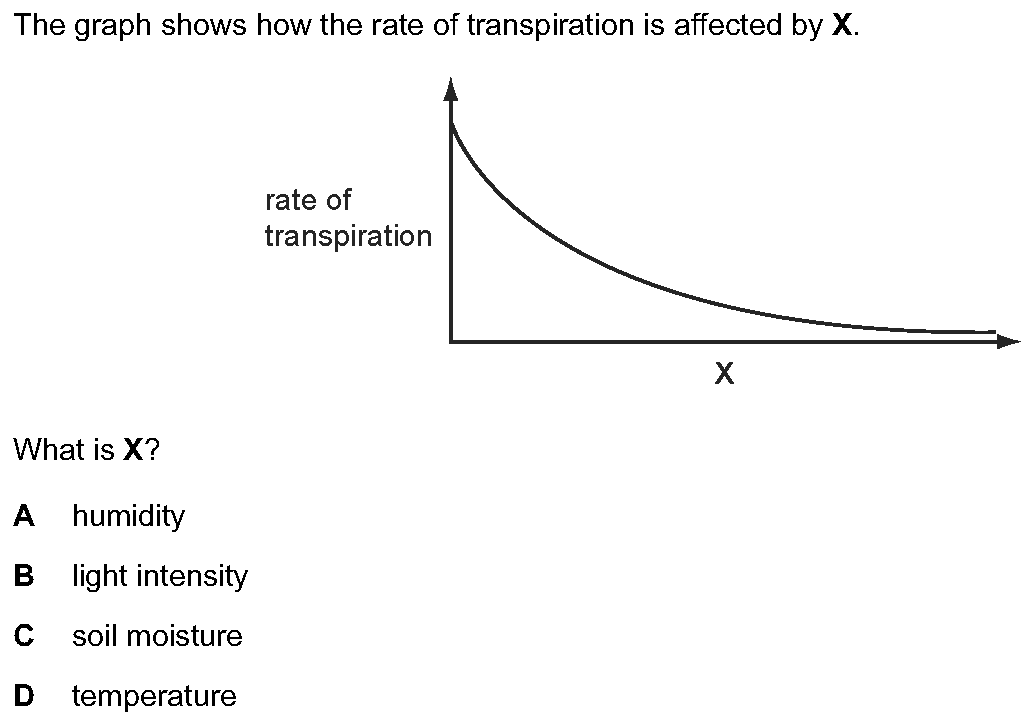 The graph shows how the rate of transpiration is affected by X.
rate of
transpiration
X
What is X?
A humidity
B light intensity
C soil moisture
D temperature